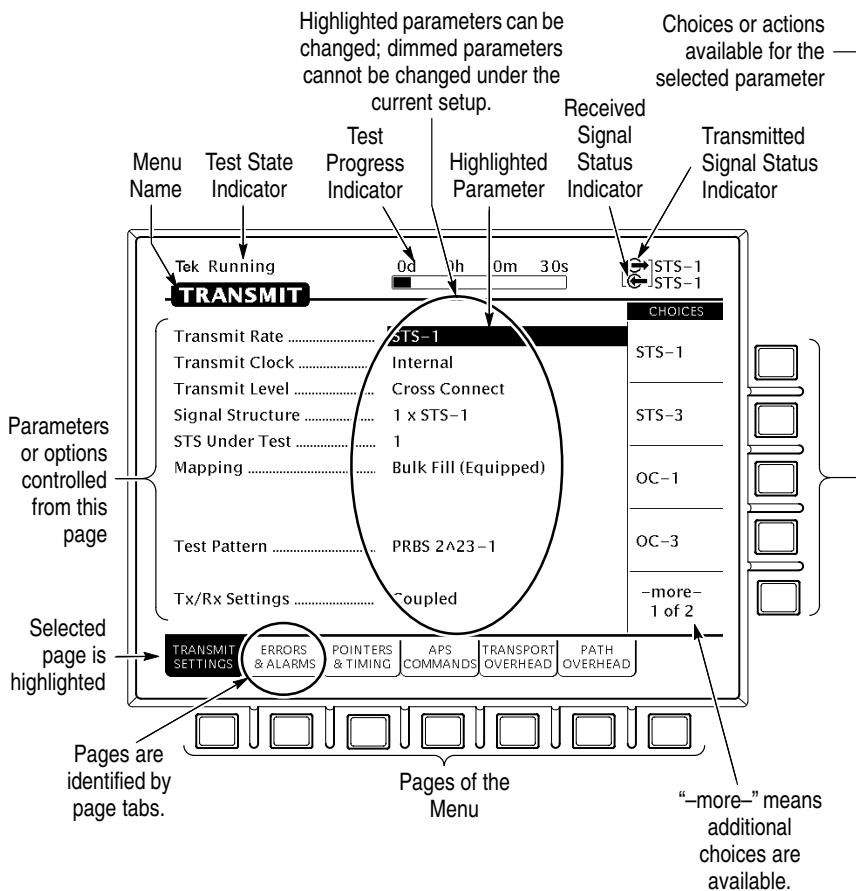 Highlighted parameters can be
changed; dimmed parameters
cannot be changed under the
current setup.
Choices or actions
available for the
selected parameter
Menu
Name
Test State
Indicator
Test
Progress
Indicator
Highlighted
Parameter
Received
Signal
Status
Indicator
Transmitted
Signal Status
Indicator
Tek Running
0d 0h 0m 30s
STS-1
STS-1
TRANSMIT
CHOICES
Transmit Rate .................... STS-1
Transmit Clock .................... Internal
Transmit Level .................... Cross Connect
Signal Structure .................... 1 x STS-1
STS Under Test .................... 1
Mapping .................... Bulk Fill (Equipped)
Test Pattern .................... PRBS 2^23-1
Tx/Rx Settings .................... Coupled
STS-1
STS-3
OC-1
OC-3
-more-
1 of 2
Parameters
or options
controlled
from this
page
Selected
page is
highlighted
TRANSMIT
SETTINGS
ERRORS
& ALARMS
POINTERS
& TIMING
APS
COMMANDS
TRANSPORT
OVERHEAD
PATH
OVERHEAD
Pages are
identified by
page tabs.
Pages of the
Menu
“–more–” means
additional
choices are
available.